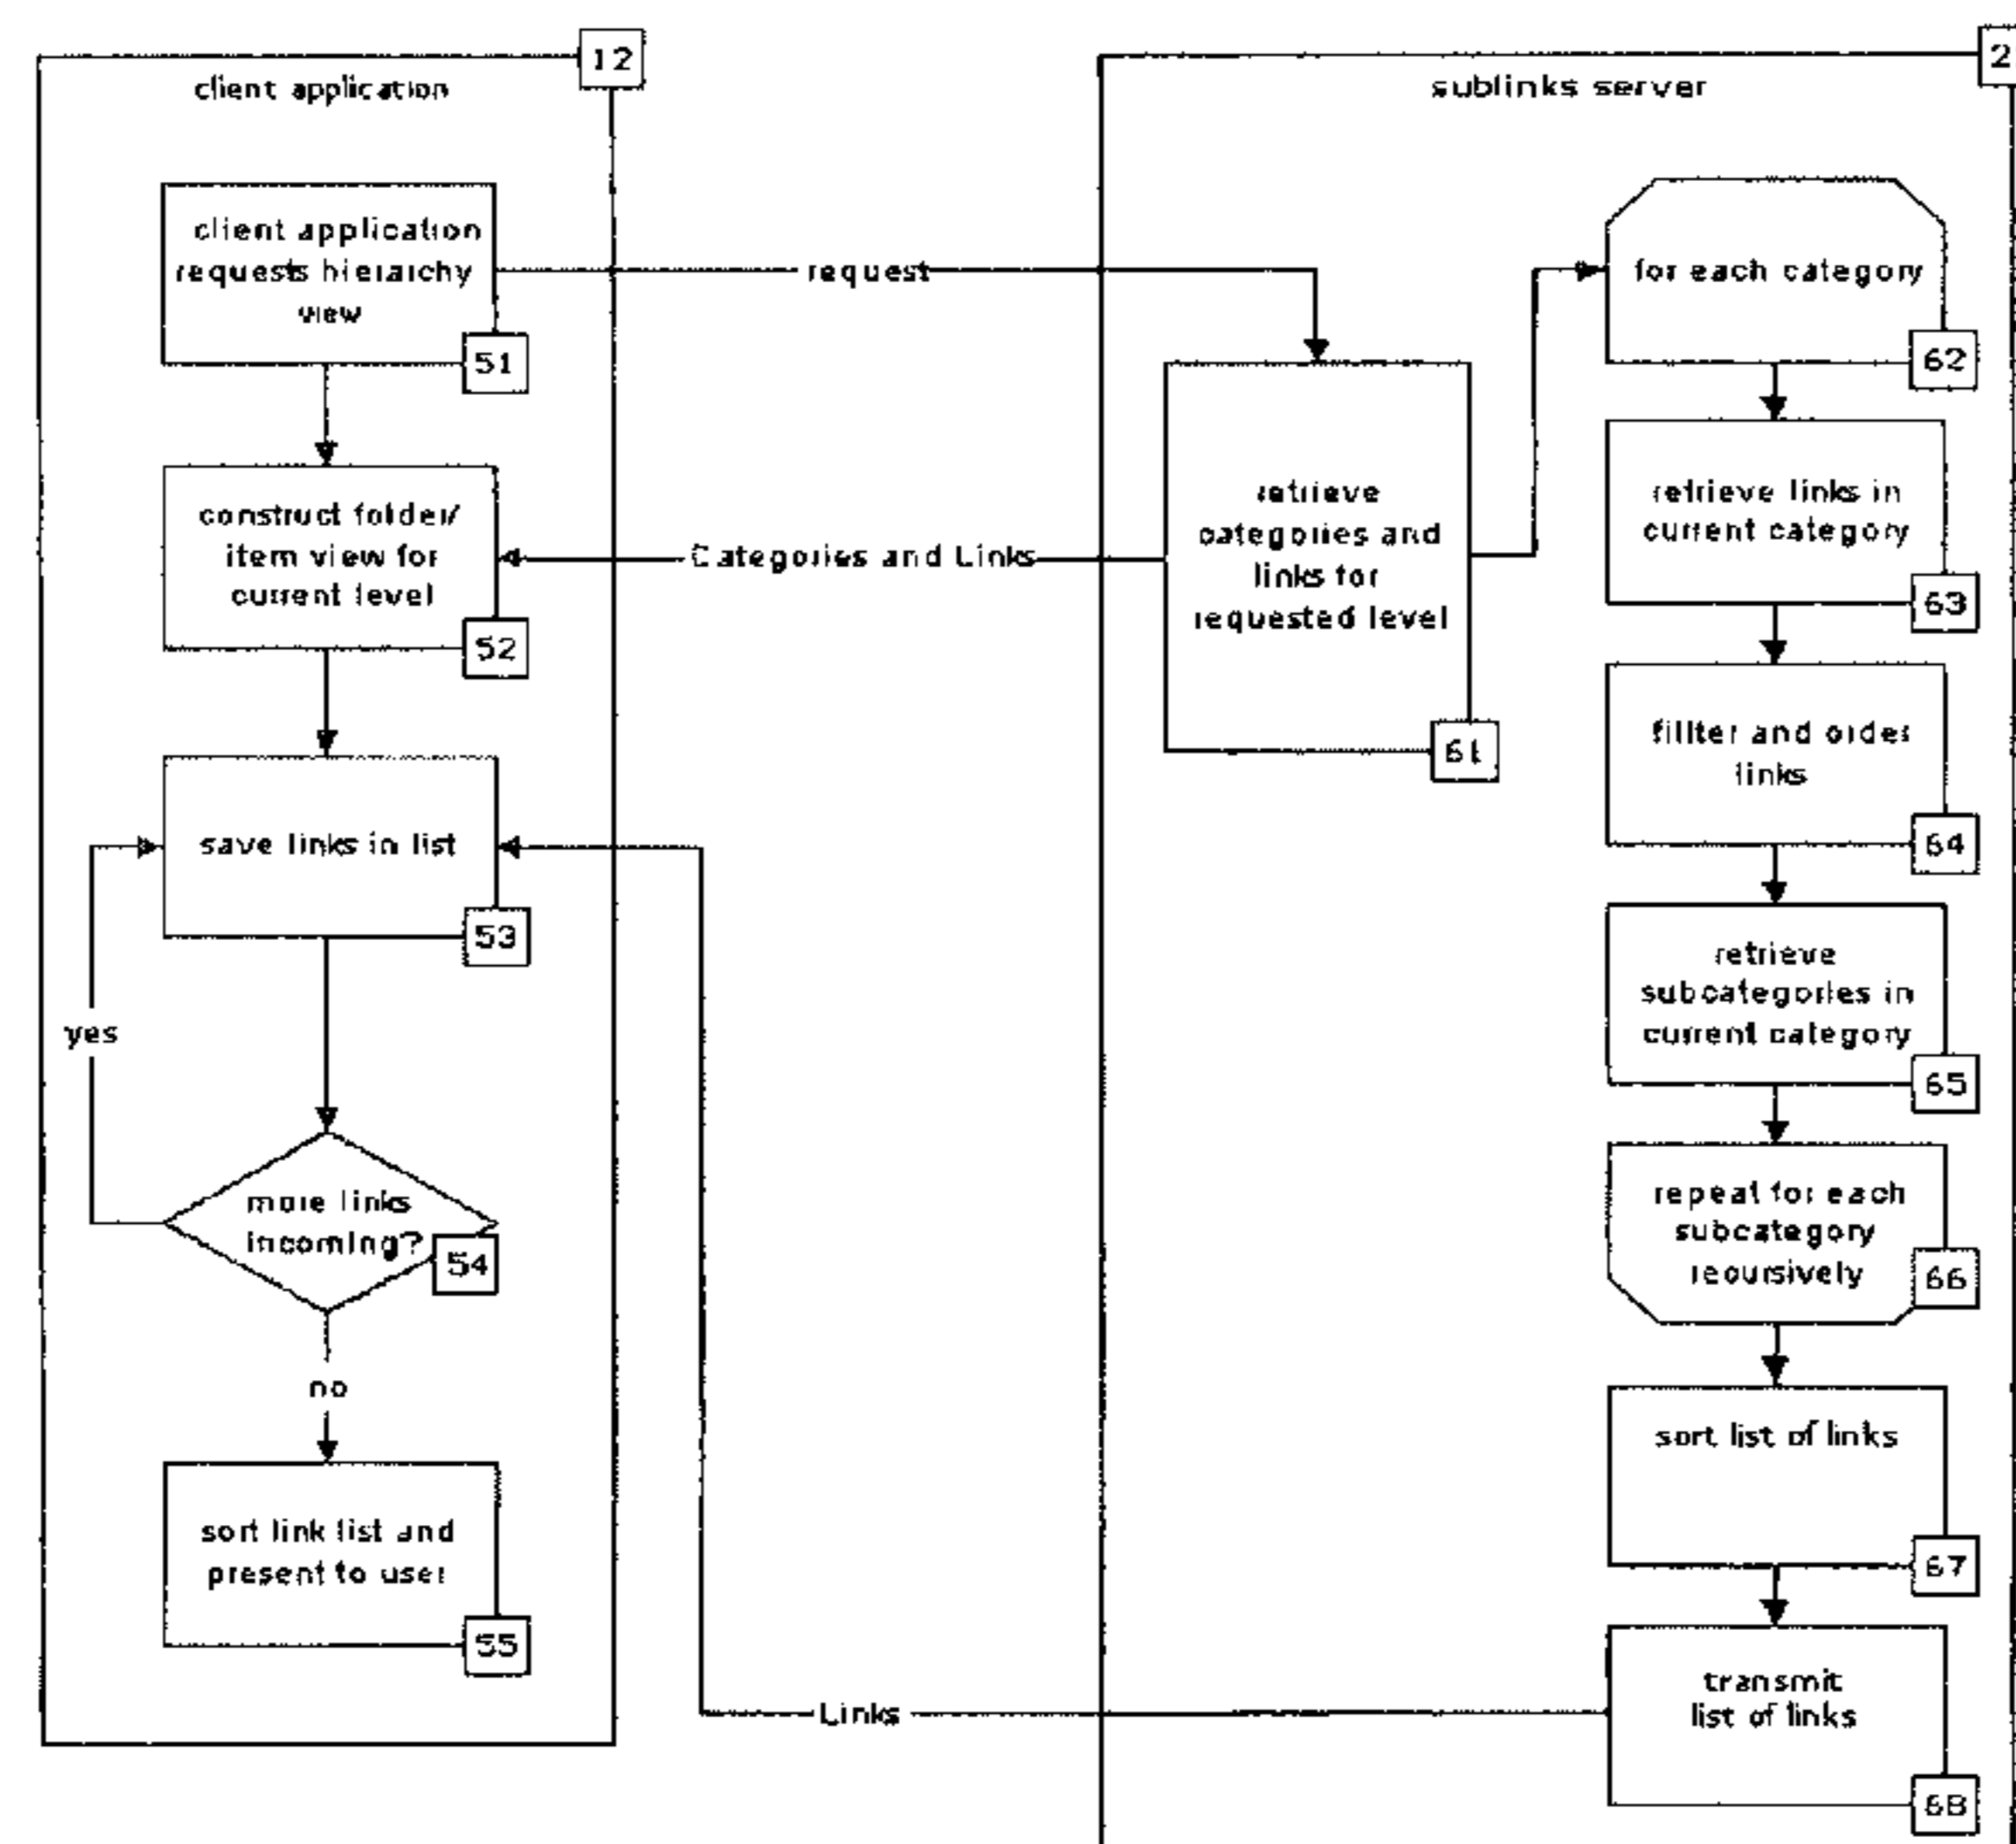 12
client application
client application
requests hierarchy
view
51
construct folder/
item view for
current level
52
save links in list
53
yes
more links
incoming?
54
no
sort link list and
present to user
55
request
Categories and Links
Links
2
sublinks server
retrieve
categories and
links for
requested level
61
for each category
62
retrieve links in
current category
63
fillter and order
links
64
retrieve
subcategories in
current category
65
repeat for each
subcategory
recursively
66
sort list of links
67
transmit
list of links
68